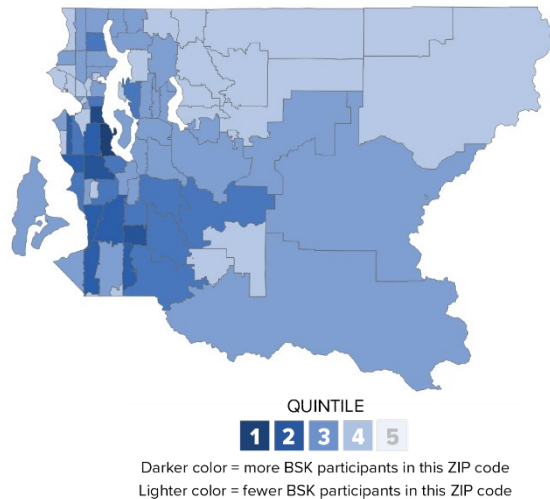 QUINTILE
1 2 3 4 5
Darker color = more BSK participants in this ZIP code
Lighter color = fewer BSK participants in this ZIP code